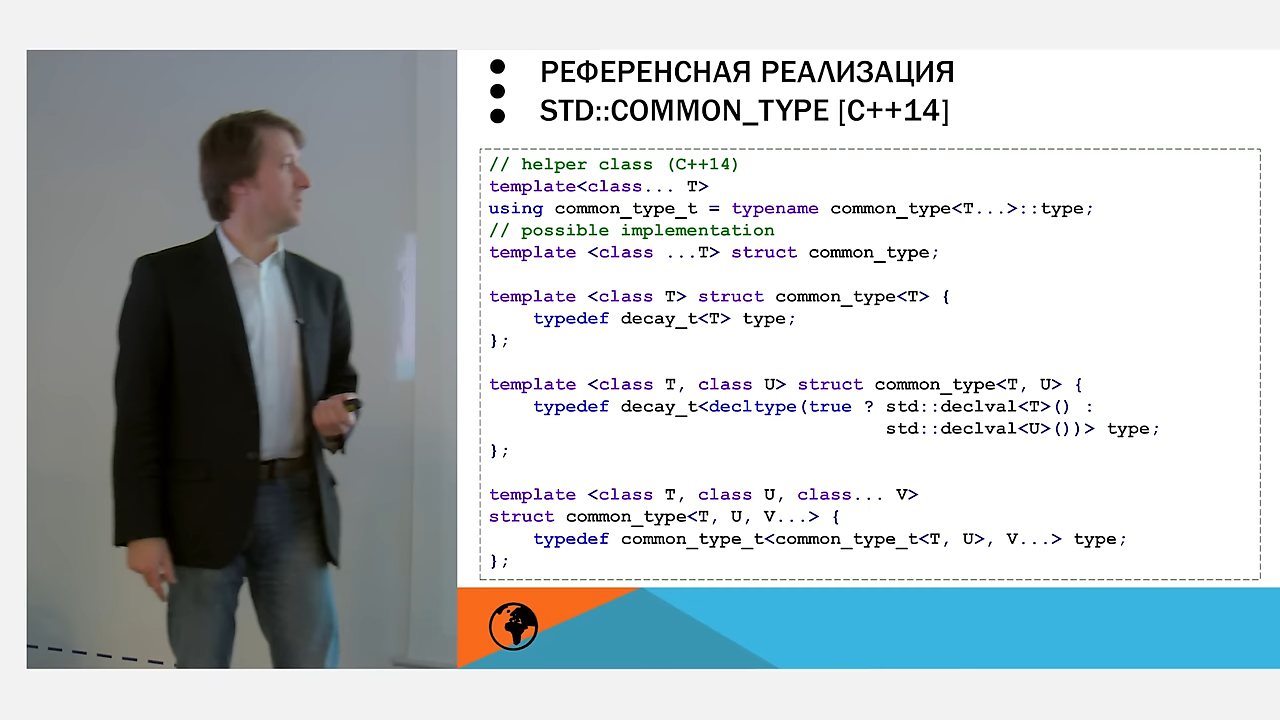 РЕФЕРЕНСНАЯ РЕАЛИЗАЦИЯ
STD::COMMON_TYPE [C++14]
// helper class (C++14)
template<class... T>
using common_type_t = typename common_type<T...>::type;
// possible implementation
template <class ...T> struct common_type;
template <class T> struct common_type<T> {
typedef decay_t<T> type;
};
template <class T, class U> struct common_type<T, U> {
typedef decay_t<decltype(true ? std::declval<T>() :
std::declval<U>())> type;
};
template <class T, class U, class... V>
struct common_type<T, U, V...> {
typedef common_type_t<common_type_t<T, U>, V...> type;
};